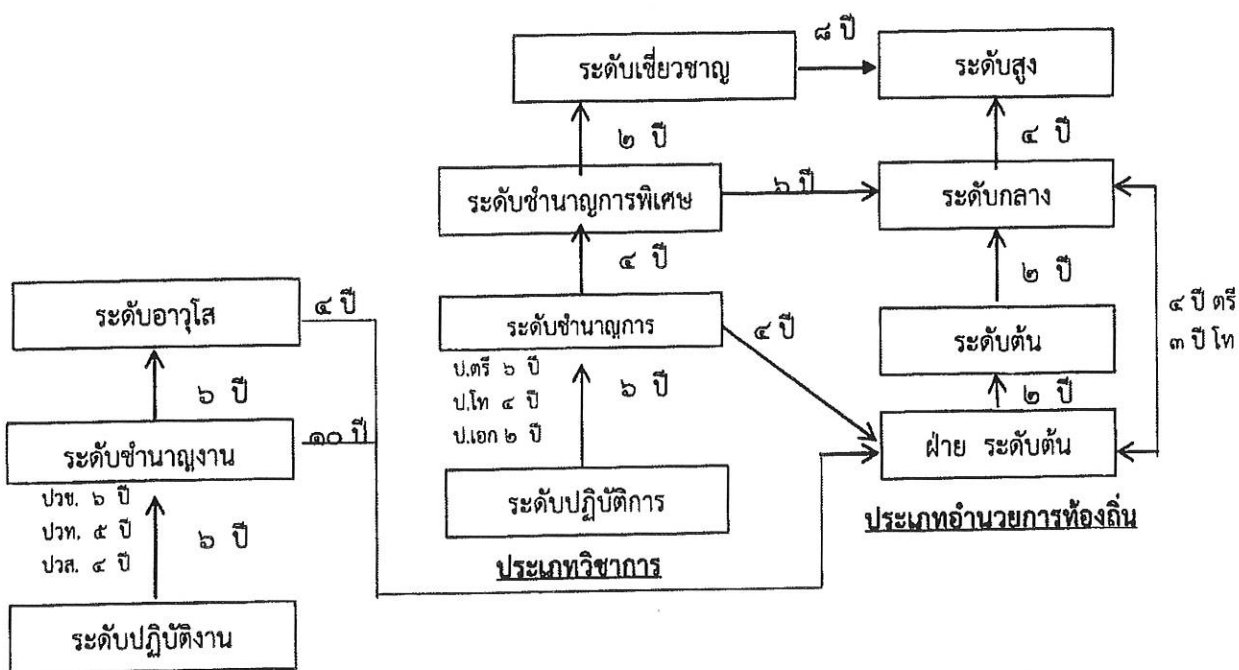 ระดับเชี่ยวชาญ
๘ ปี
ระดับสูง
๒ ปี
๔ ปี
ระดับชำนาญการพิเศษ
๖ ปี
ระดับกลาง
๔ ปี
๒ ปี
ระดับอาวุโส
๔ ปี
ระดับชำนาญการ
๔ ปี
ระดับต้น
๔ ปี ตรี
๓ ปี โท
๖ ปี
ป.ตรี ๖ ปี
ป.โท ๔ ปี
ป.เอก ๒ ปี
๖ ปี
๒ ปี
ระดับชำนาญงาน
๑๐ ปี
ฝ่าย ระดับต้น
ปวช. ๖ ปี
ปวท. ๕ ปี
ปวส. ๔ ปี
๖ ปี
ระดับปฏิบัติการ
ประเภทอำนวยการท้องถิ่น
ประเภทวิชาการ
ระดับปฏิบัติงาน